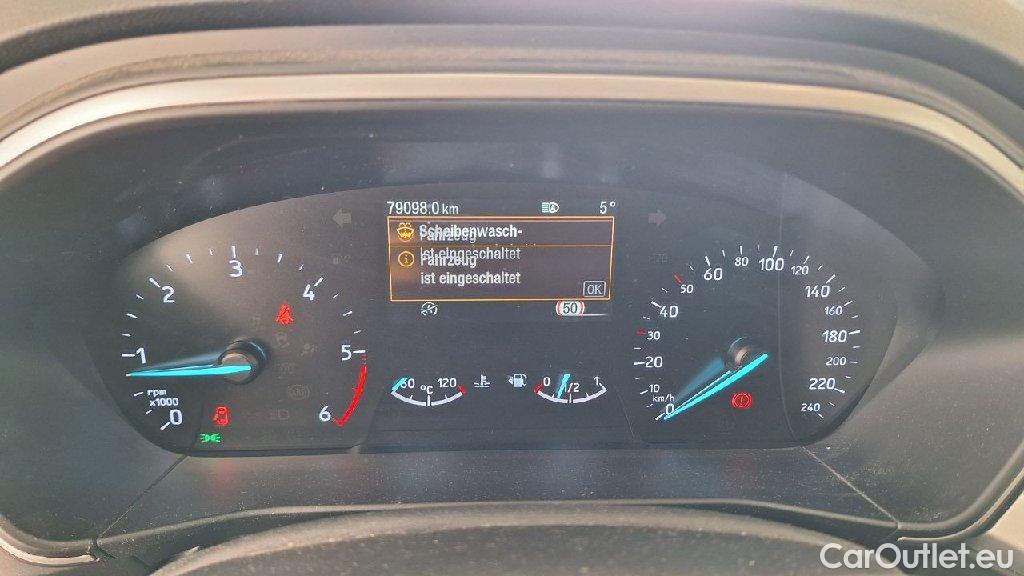 79098.0 km 5°
Scheibenwasch-
Fahrzeug
ist eingeschaltet
Fahrzeug
ist eingeschaltet
OK
50
0 1 2 3 4 5 6
rpm
x1000
60 °C 120
0 1/2 1
0 10 20 30 40 50 60 80 100 120 140 160 180 200 220 240
km/h
CarOutlet.eu